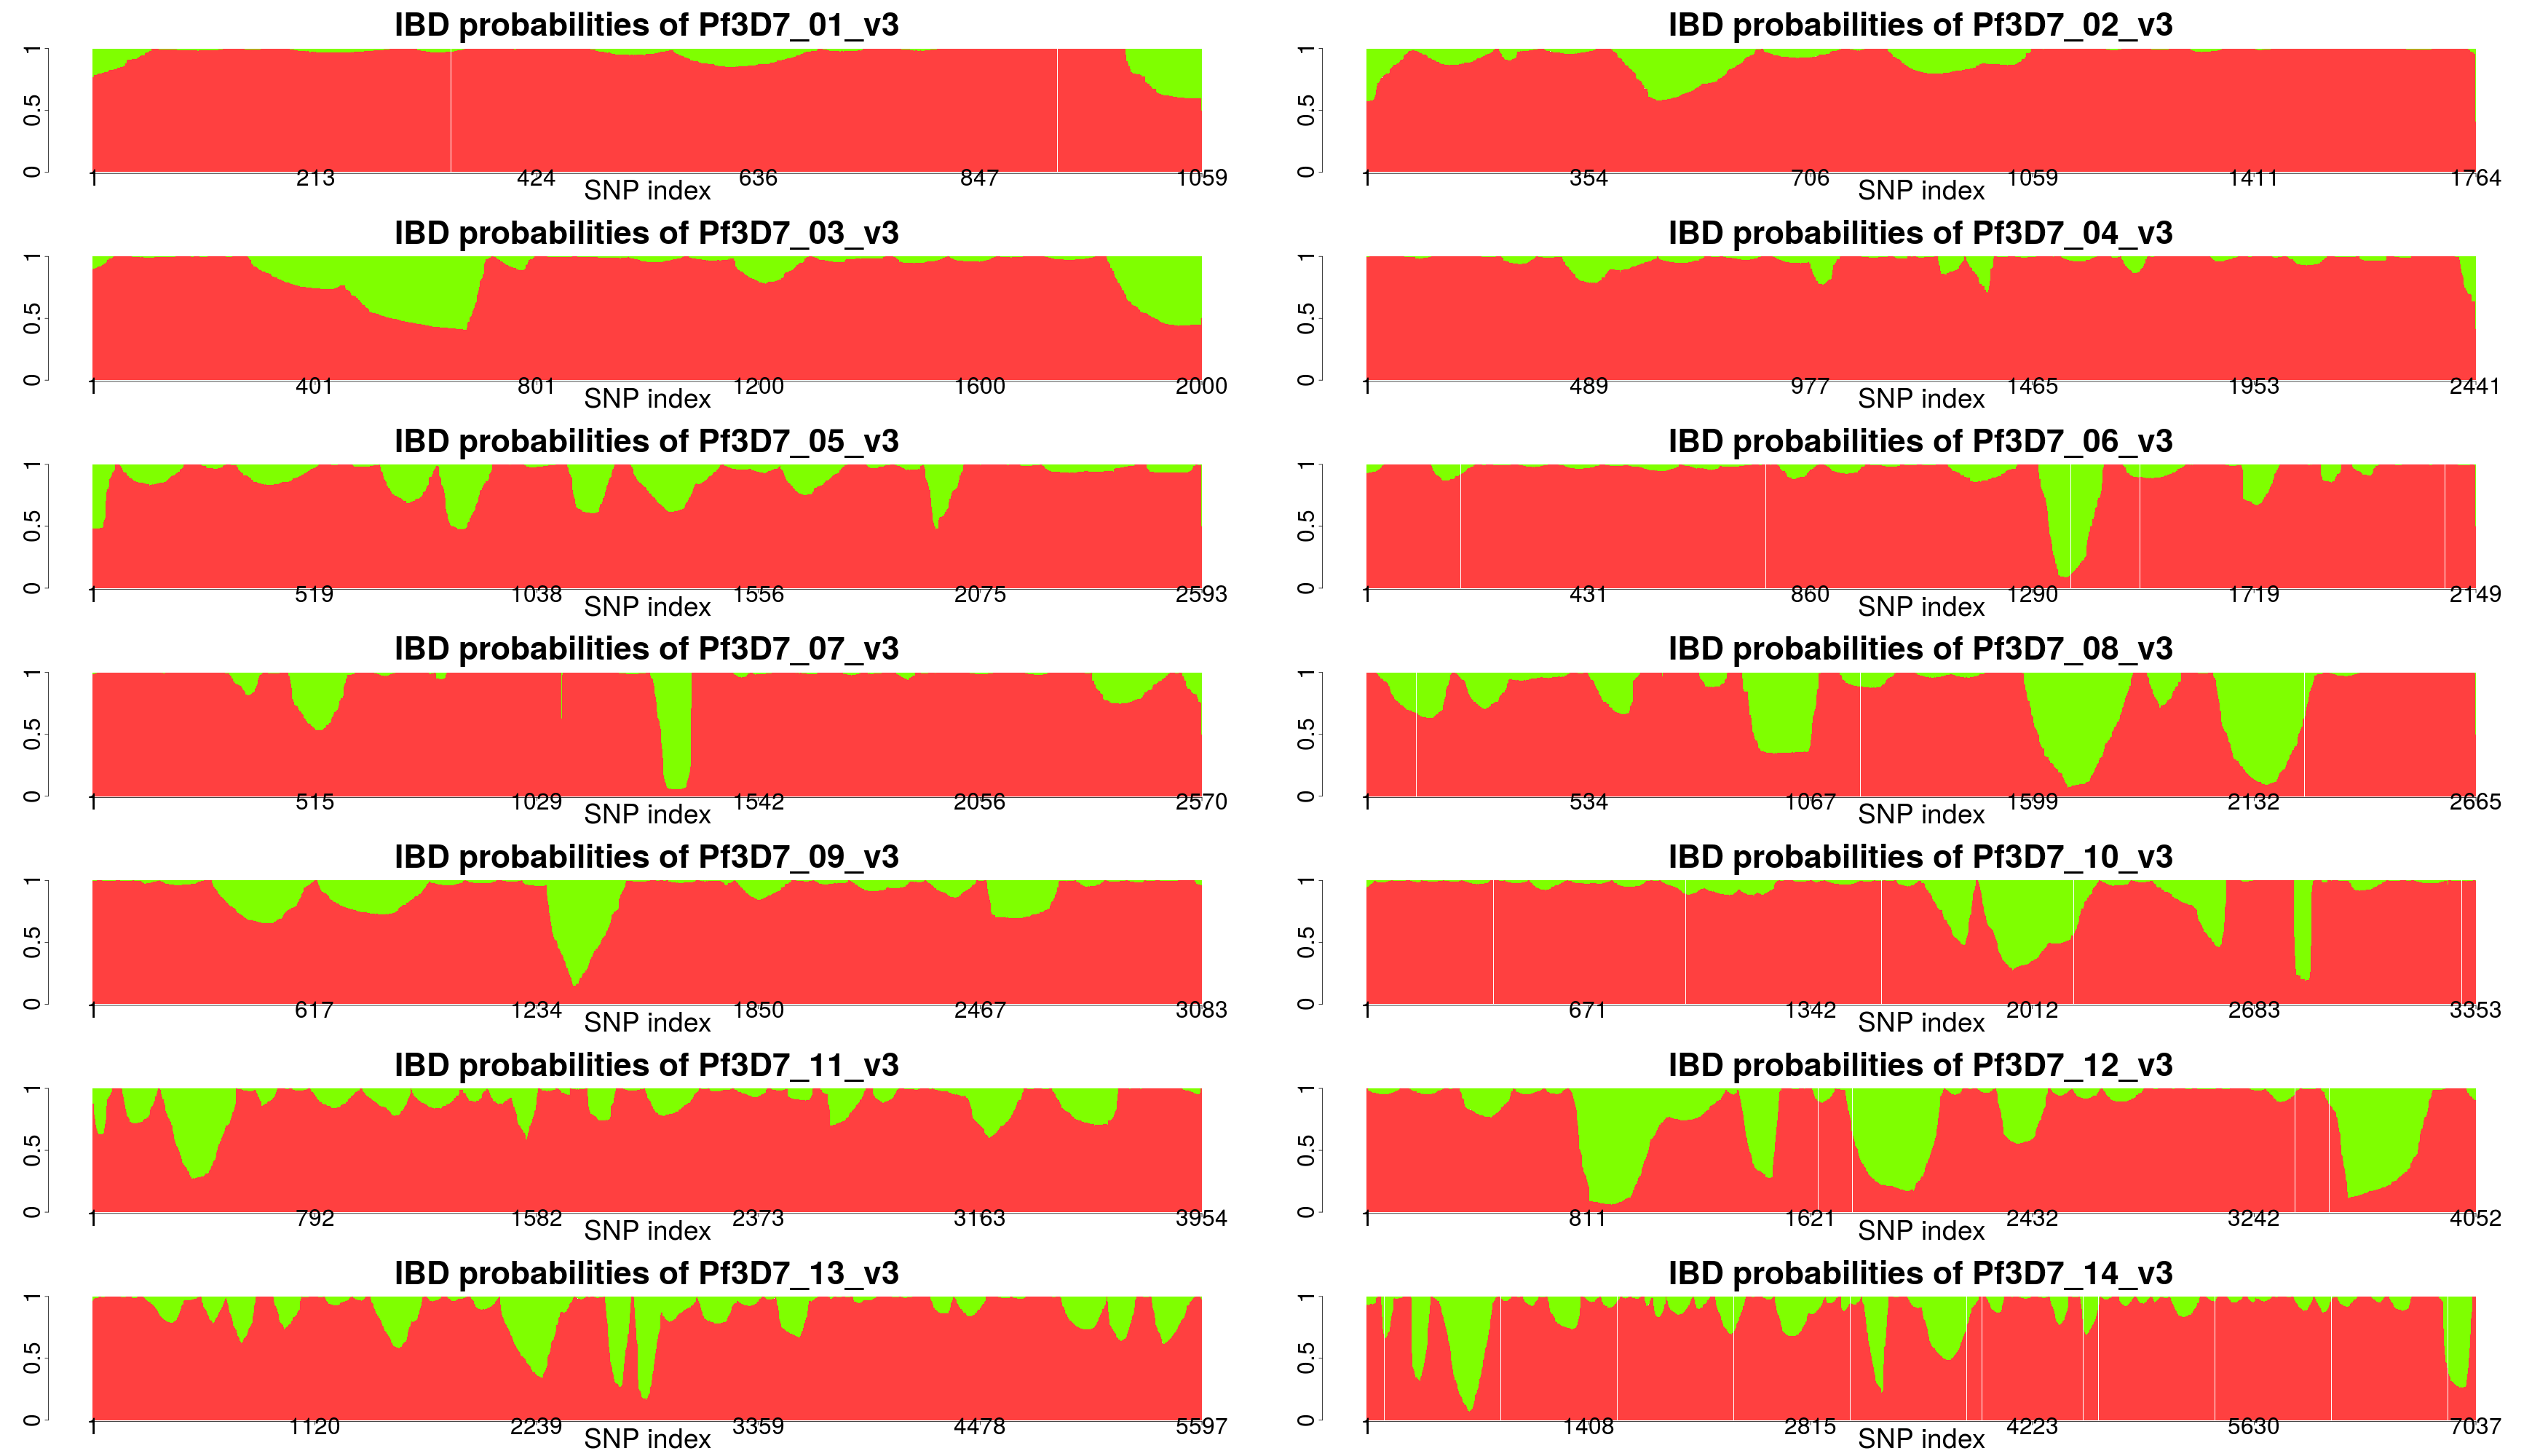 IBD probabilities of Pf3D7_01_v3
0 0.5 1
1 213 424 636 847 1059
SNP index
IBD probabilities of Pf3D7_02_v3
0 0.5 1
1 354 706 1059 1411 1764
SNP index
IBD probabilities of Pf3D7_03_v3
0 0.5 1
1 401 801 1200 1600 2000
SNP index
IBD probabilities of Pf3D7_04_v3
0 0.5 1
1 489 977 1465 1953 2441
SNP index
IBD probabilities of Pf3D7_05_v3
0 0.5 1
1 519 1038 1556 2075 2593
SNP index
IBD probabilities of Pf3D7_06_v3
0 0.5 1
1 431 860 1290 1719 2149
SNP index
IBD probabilities of Pf3D7_07_v3
0 0.5 1
1 515 1029 1542 2056 2570
SNP index
IBD probabilities of Pf3D7_08_v3
0 0.5 1
1 534 1067 1599 2132 2665
SNP index
IBD probabilities of Pf3D7_09_v3
0 0.5 1
1 617 1234 1850 2467 3083
SNP index
IBD probabilities of Pf3D7_10_v3
0 0.5 1
1 671 1342 2012 2683 3353
SNP index
IBD probabilities of Pf3D7_11_v3
0 0.5 1
1 792 1582 2373 3163 3954
SNP index
IBD probabilities of Pf3D7_12_v3
0 0.5 1
1 811 1621 2432 3242 4052
SNP index
IBD probabilities of Pf3D7_13_v3
0 0.5 1
1 1120 2239 3359 4478 5597
SNP index
IBD probabilities of Pf3D7_14_v3
0 0.5 1
1 1408 2815 4223 5630 7037
SNP index